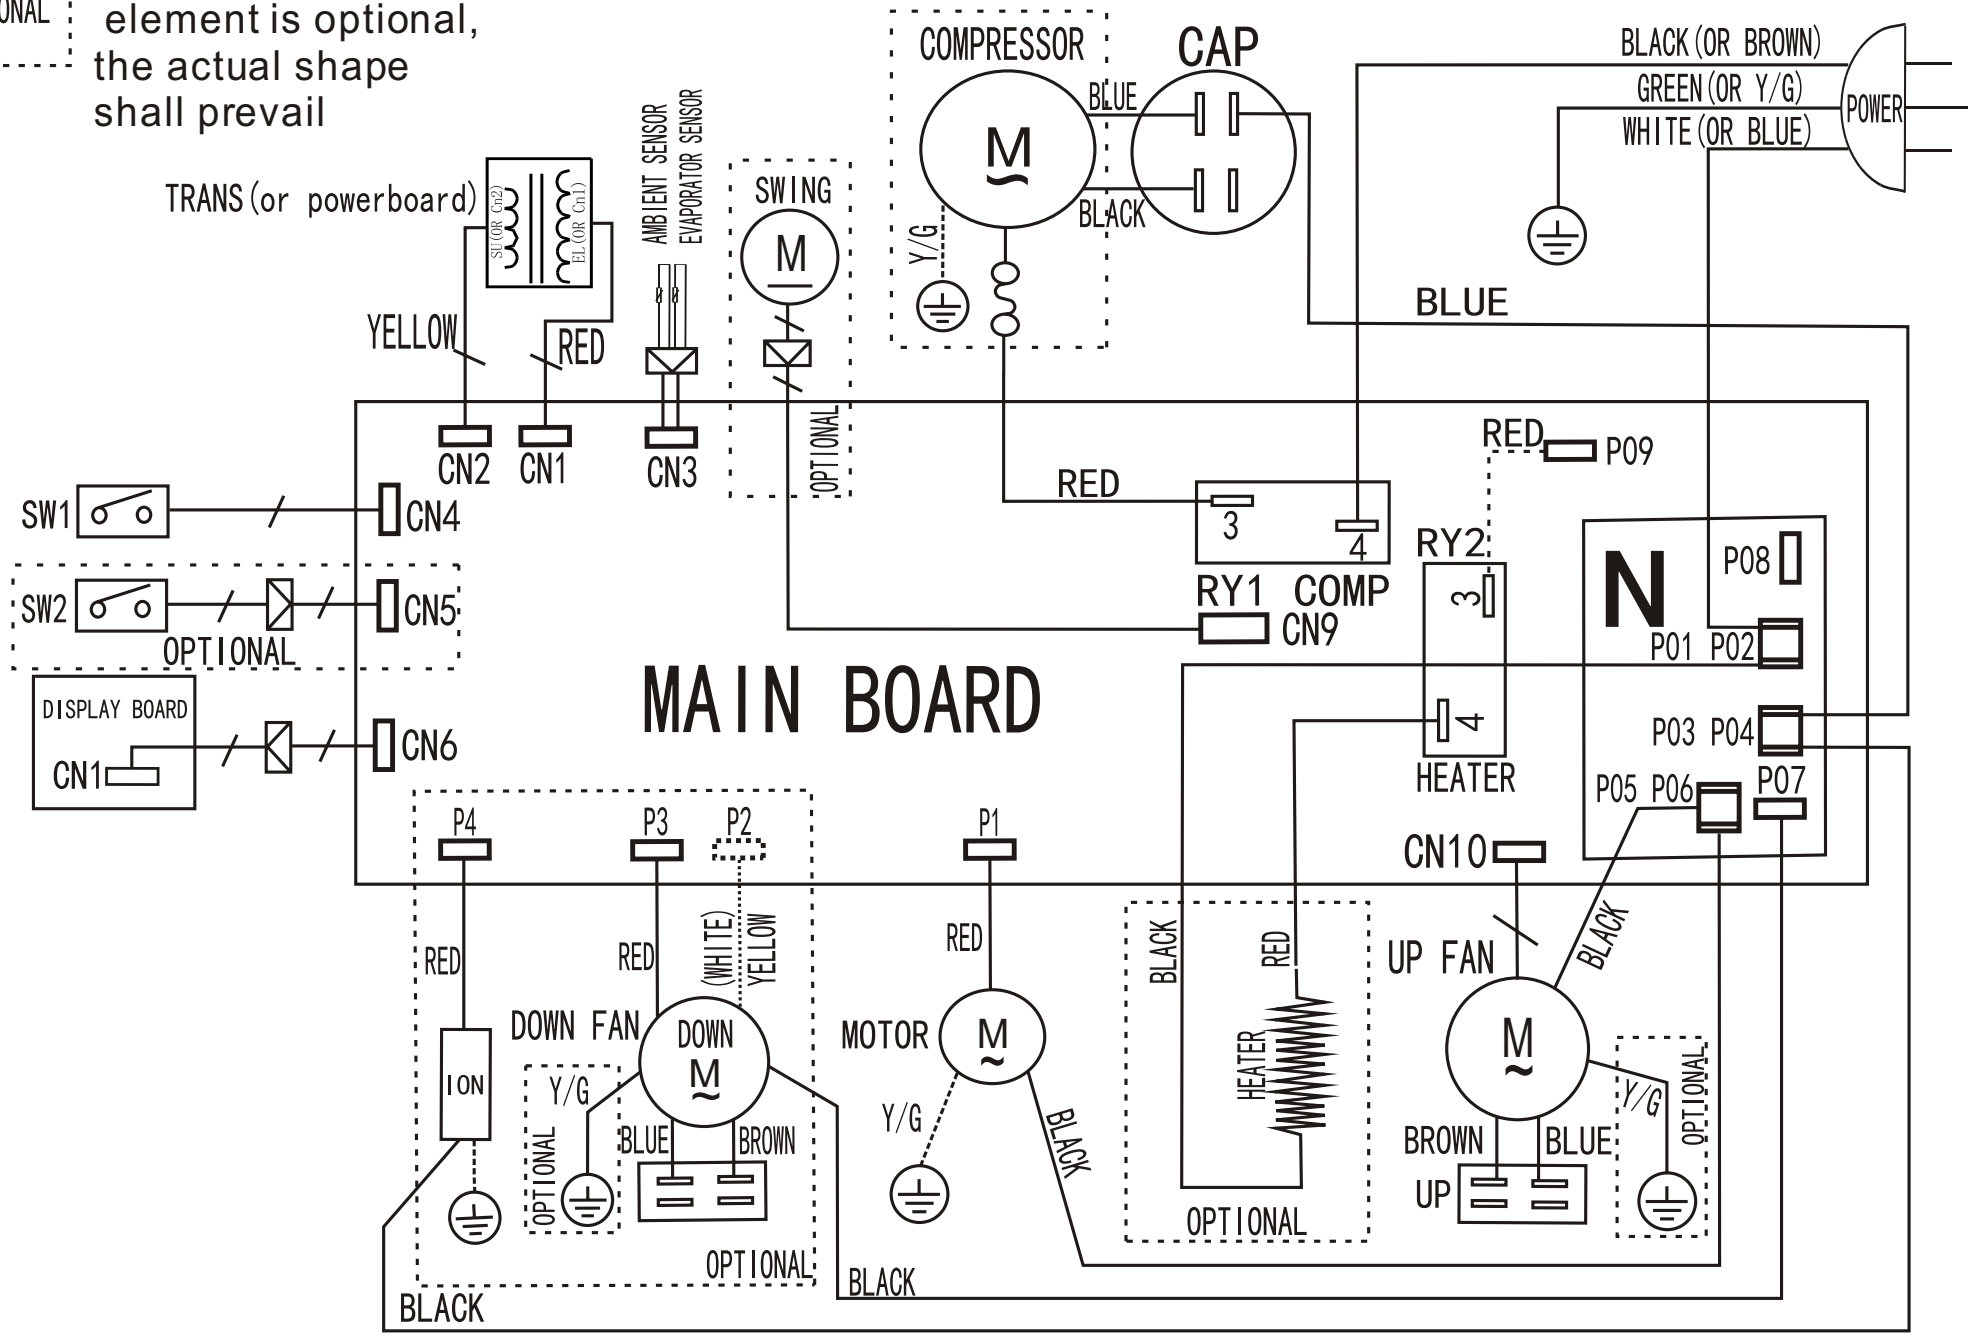 element is optional,
the actual shape
shall prevail
COMPRESSOR
CAP
BLACK(OR BROWN)
GREEN(OR Y/G)
WHITE(OR BLUE)
POWER
BLUE
BLACK
M
~
Y/G
TRANS(or powerboard)
SU(OR Cn2)
EL(OR Cn1)
AMBIENT SENSOR
EVAPORATOR SENSOR
SWING
M
YELLOW
RED
BLUE
OPTIONAL
CN2
CN1
CN3
RED
RED
P09
SW1
CN4
3
4
RY2
N
P08
SW2
CN5
OPTIONAL
RY1
COMP
CN9
3
P01
P02
MAIN BOARD
DISPLAY BOARD
CN1
CN6
4
P03
P04
HEATER
P05
P06
P07
P4
P3
P2
P1
CN10
RED
RED
(WHITE)
YELLOW
RED
BLACK
RED
UP FAN
BLACK
DOWN FAN
DOWN
M
~
MOTOR
M
~
HEATER
M
~
ION
Y/G
OPTIONAL
Y/G
BLACK
Y/G
OPTIONAL
BLUE
BROWN
BROWN
BLUE
UP
OPTIONAL
OPTIONAL
BLACK
BLACK